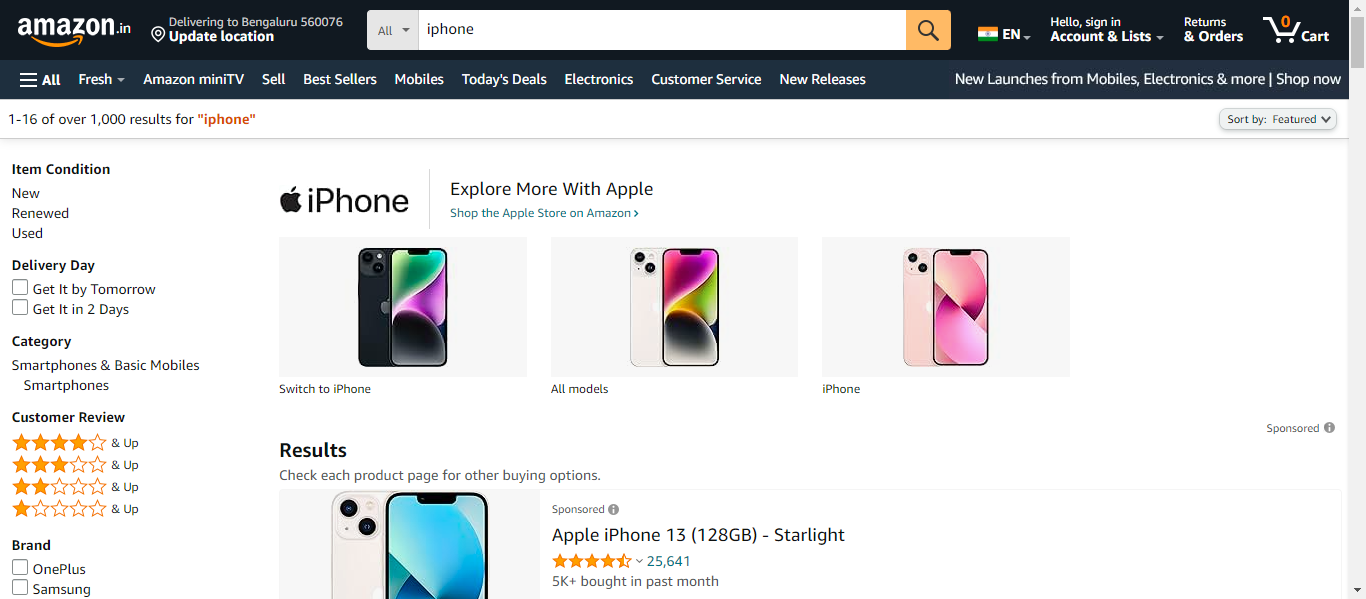 amazon.in
Delivering to Bengaluru 560076
Update location
All
iphone
EN
Hello, sign in
Account & Lists
Returns
& Orders
0
Cart
All
Fresh
Amazon miniTV
Sell
Best Sellers
Mobiles
Today's Deals
Electronics
Customer Service
New Releases
New Launches from Mobiles, Electronics & more | Shop now
1-16 of over 1,000 results for "iphone"
Sort by: Featured
Item Condition
New
Renewed
Used
Delivery Day
Get It by Tomorrow
Get It in 2 Days
Category
Smartphones & Basic Mobiles
Smartphones
Customer Review
& Up
& Up
& Up
& Up
Brand
OnePlus
Samsung
iPhone
Explore More With Apple
Shop the Apple Store on Amazon ›
Switch to iPhone
All models
iPhone
Sponsored
Results
Check each product page for other buying options.
Sponsored
Apple iPhone 13 (128GB) - Starlight
25,641
5K+ bought in past month